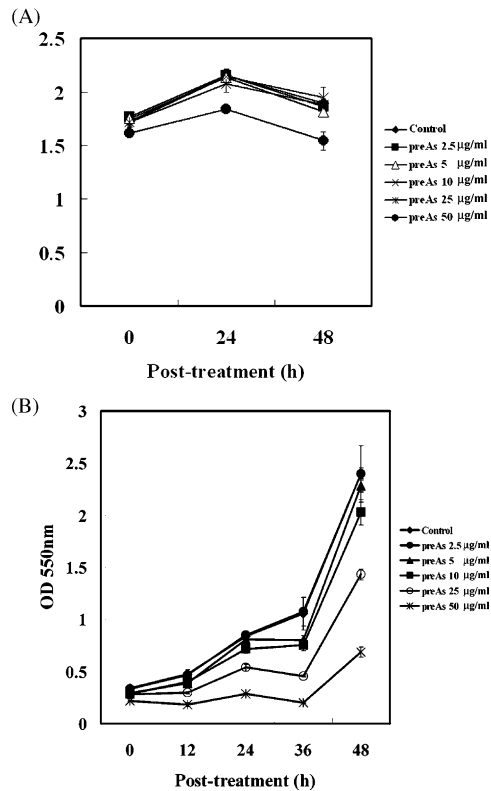 (A)
2.5
2
1.5
1
0.5
0
0 24 48
Post-treatment (h)
Control
preAs 2.5 µg/ml
preAs 5 µg/ml
preAs 10 µg/ml
preAs 25 µg/ml
preAs 50 µg/ml
(B)
OD 550nm
3
2.5
2
1.5
1
0.5
0
0 12 24 36 48
Post-treatment (h)
Control
preAs 2.5 µg/ml
preAs 5 µg/ml
preAs 10 µg/ml
preAs 25 µg/ml
preAs 50 µg/ml